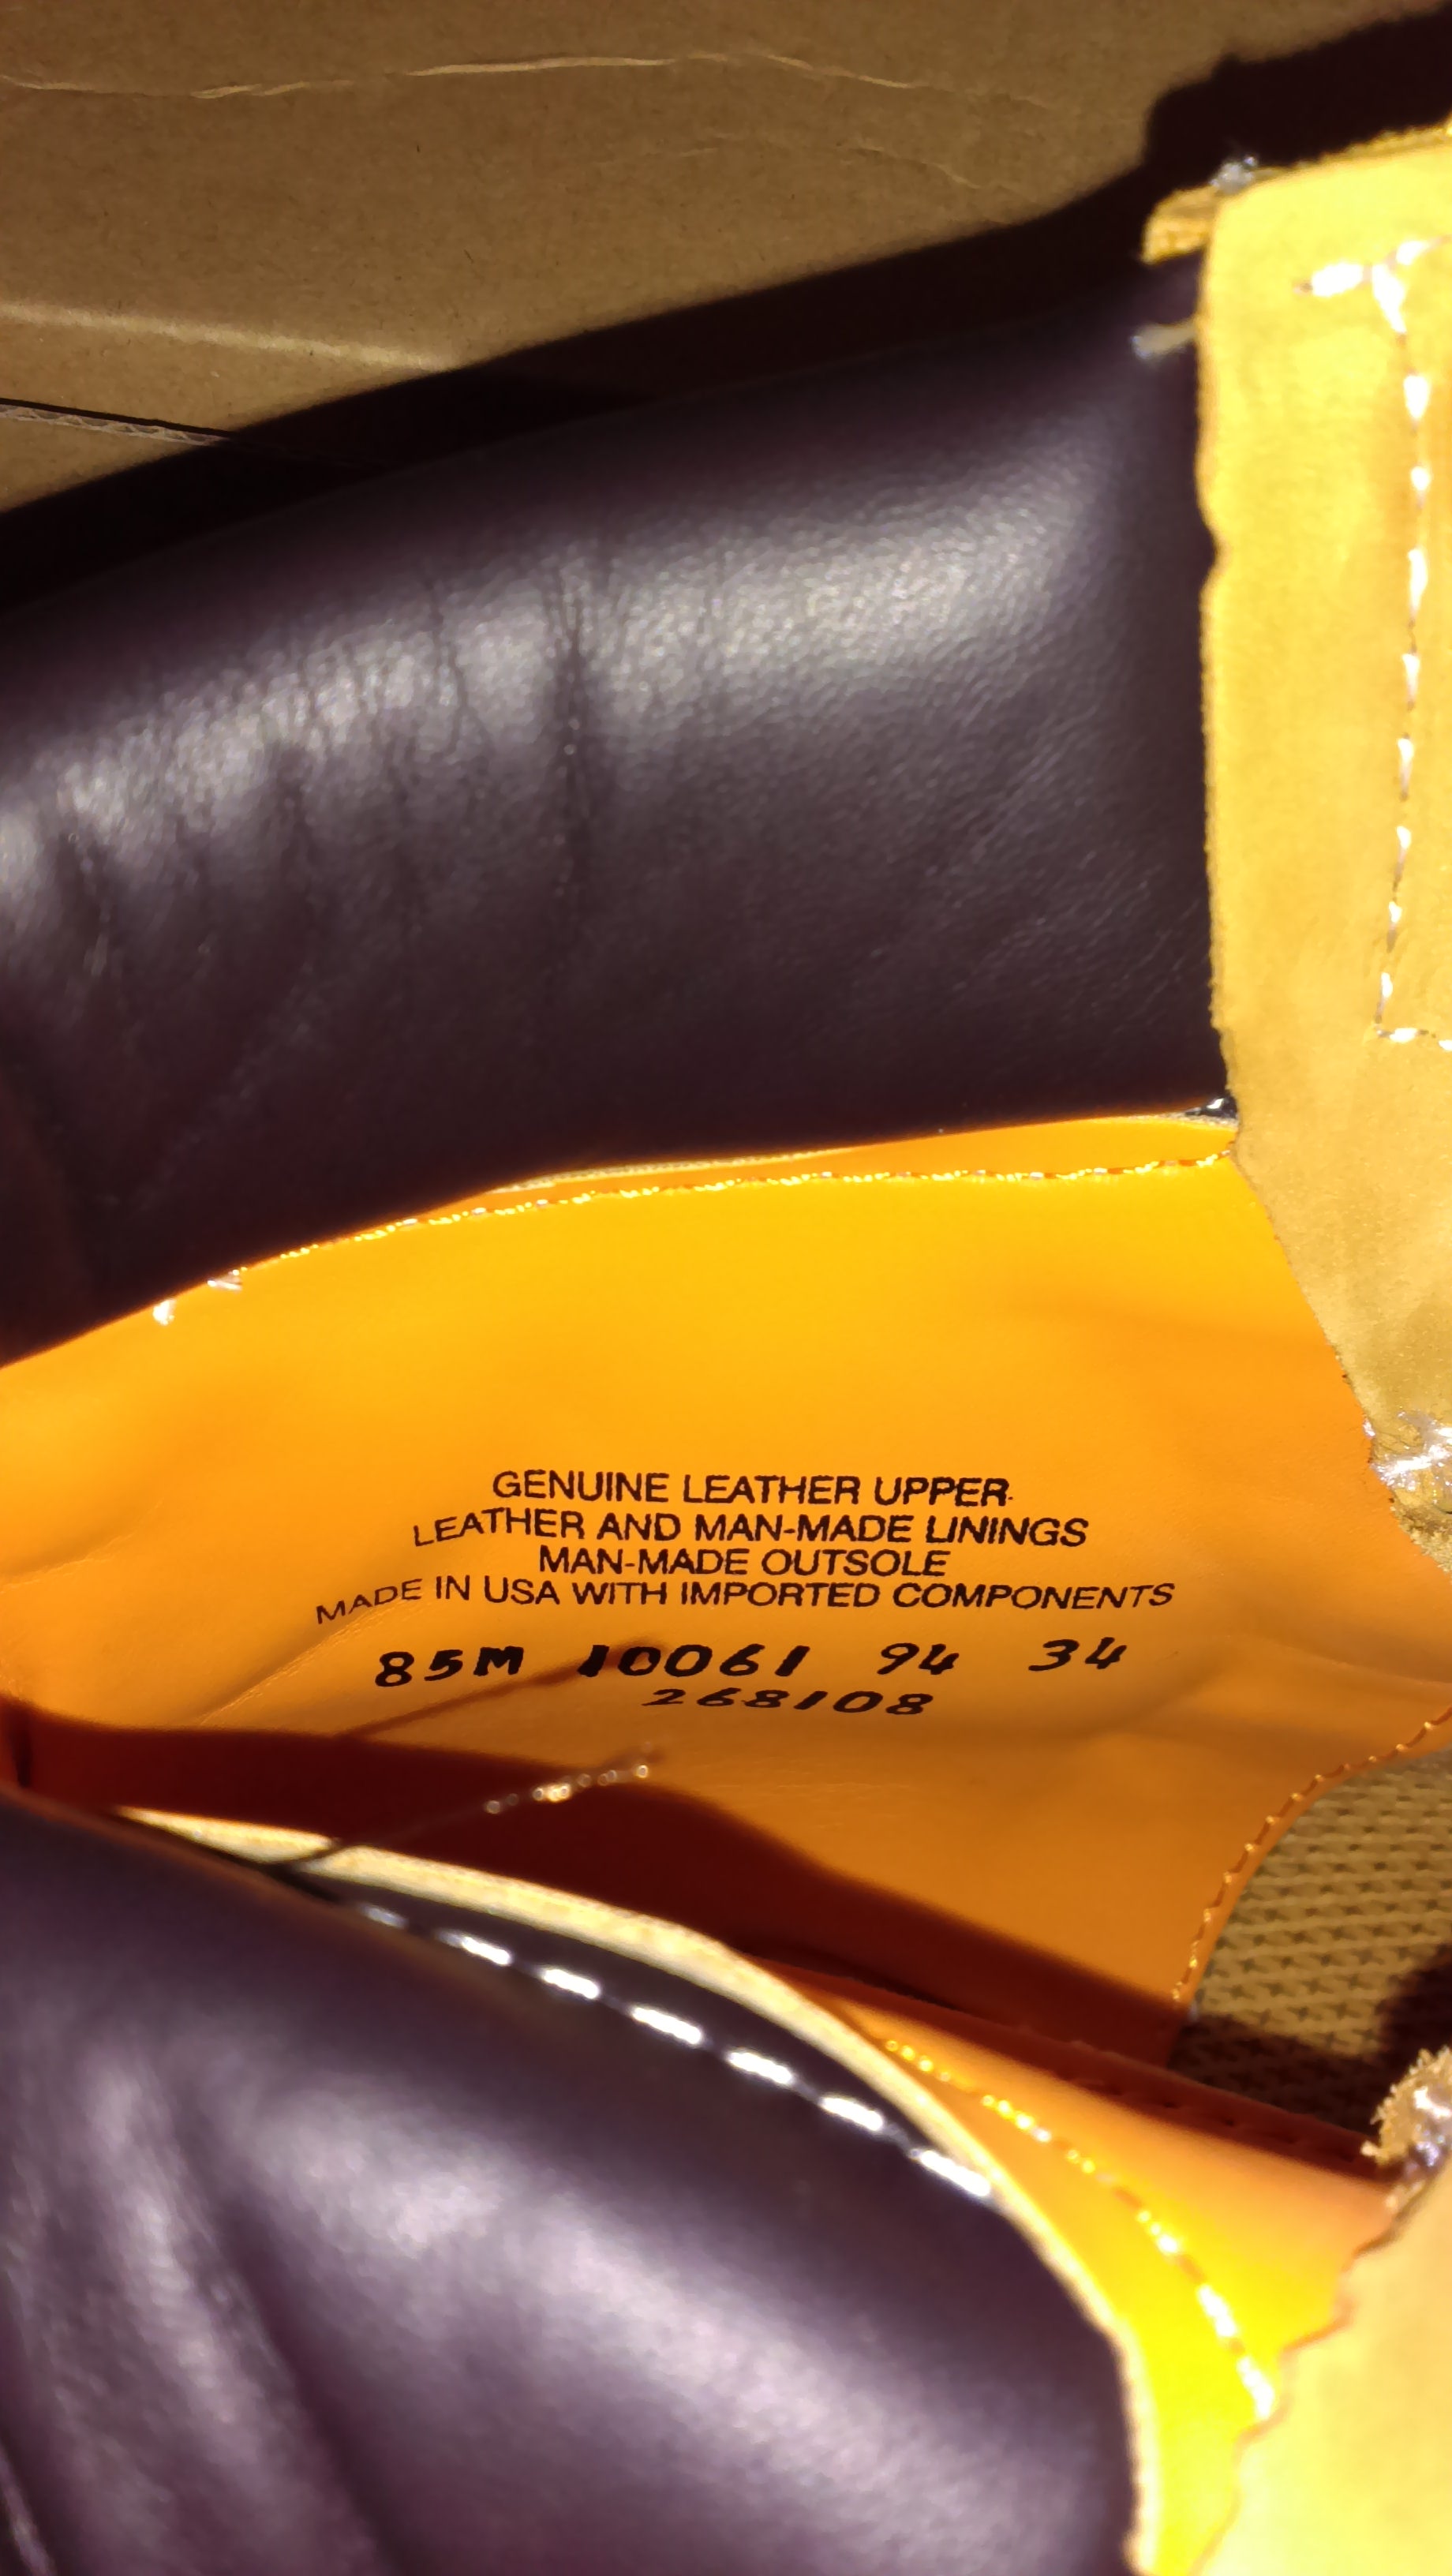 GENUINE LEATHER UPPER
LEATHER AND MAN-MADE LININGS
MAN-MADE OUTSOLE
MADE IN USA WITH IMPORTED COMPONENTS
85M 10061 94 34
268108